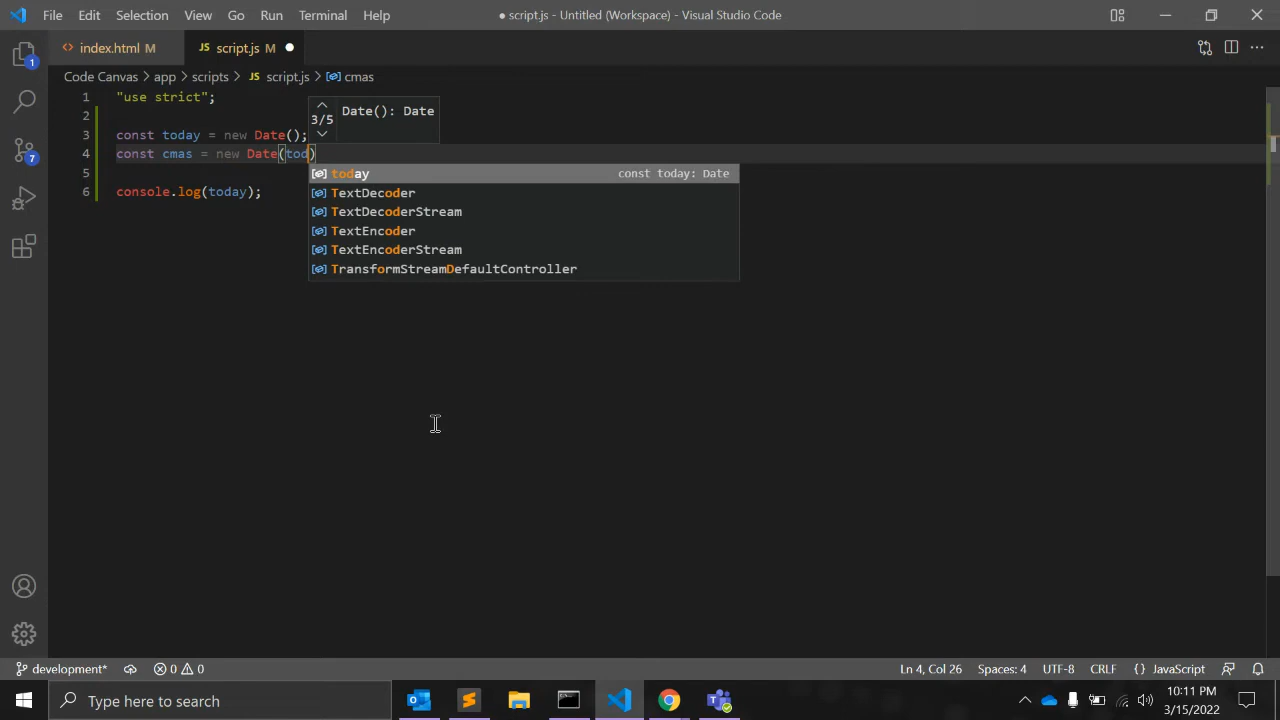 File Edit Selection View Go Run Terminal Help
● script.js - Untitled (Workspace) - Visual Studio Code
<> index.html M
JS script.js M ●
Code Canvas > app > scripts > JS script.js > cmas
1 "use strict";
2
3 const today = new Date();
4 const cmas = new Date(tod)
5
6 console.log(today);
3/5
Date(): Date
today const today: Date
TextDecoder
TextDecoderStream
TextEncoder
TextEncoderStream
TransformStreamDefaultController
1
7
development*
0 0
Ln 4, Col 26
Spaces: 4
UTF-8
CRLF
{} JavaScript
Type here to search
10:11 PM
3/15/2022